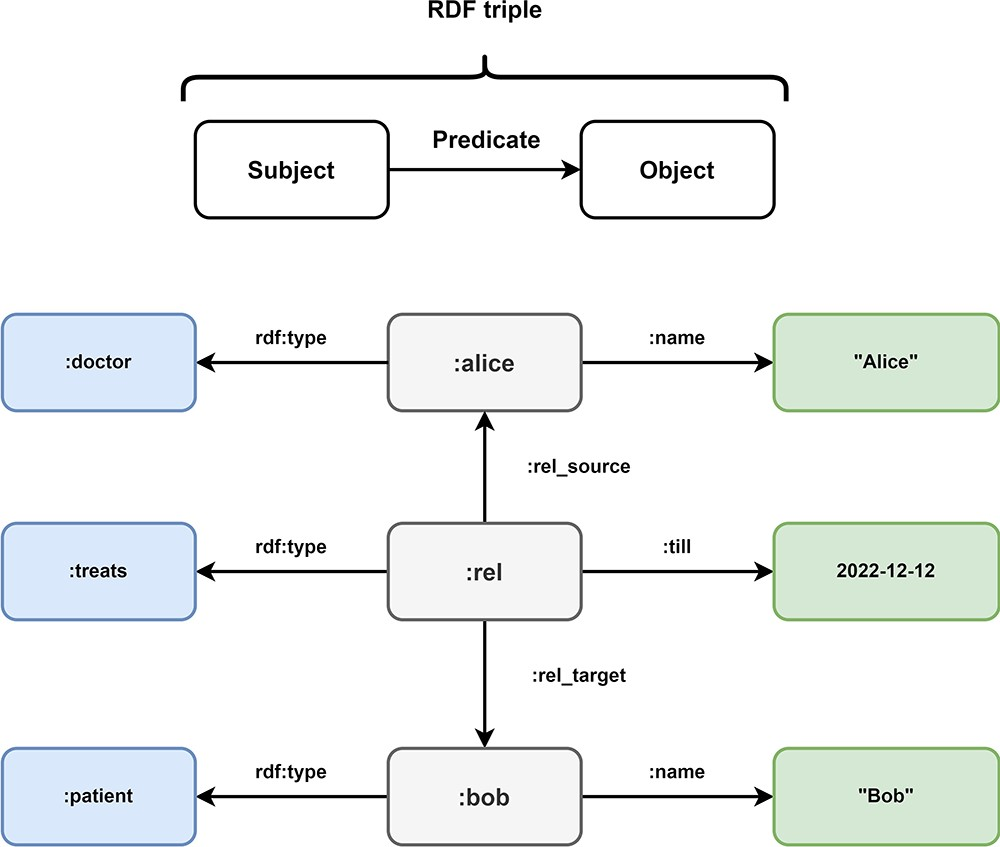 RDF triple
Subject
Predicate
Object
:doctor
rdf:type
:alice
:name
"Alice"
:rel_source
:treats
rdf:type
:rel
:till
2022-12-12
:rel_target
:patient
rdf:type
:bob
:name
"Bob"